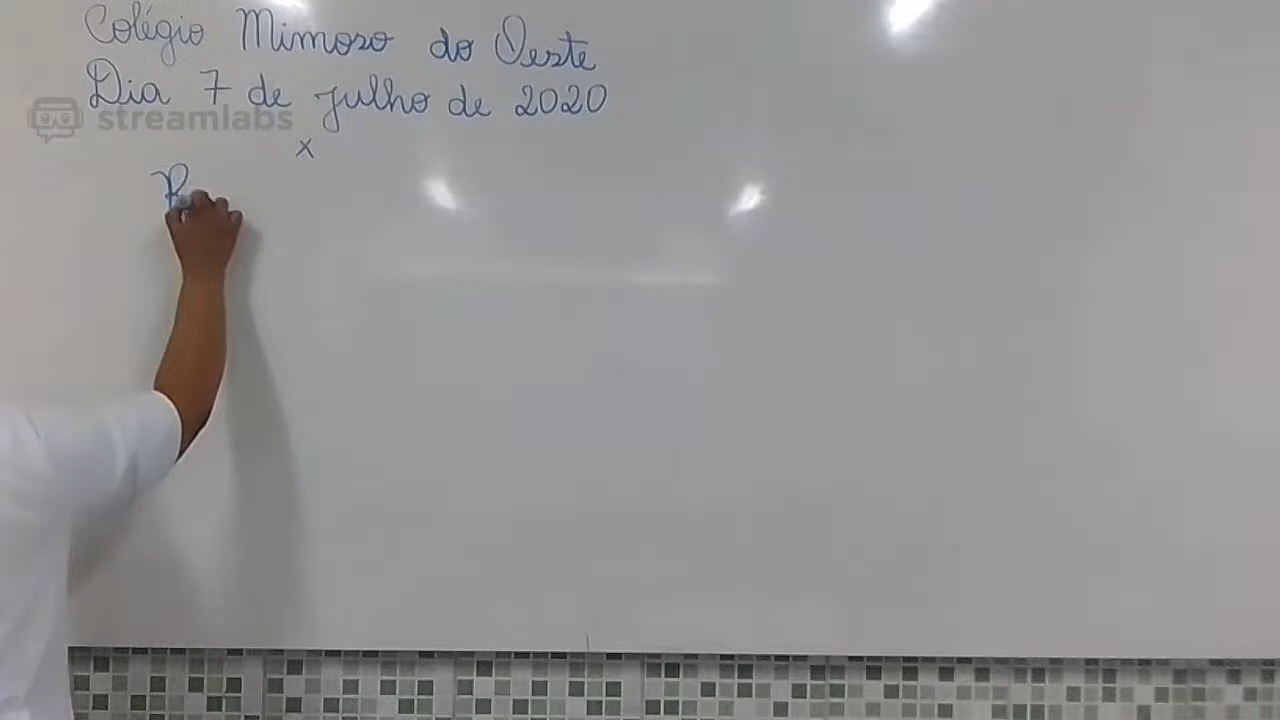 Colégio Mimoso do Oeste
Dia 7 de julho de 2020
streamlabs
x
R